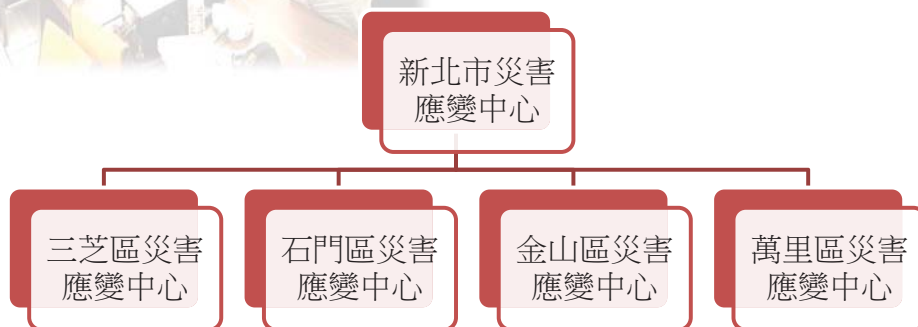 新北市災害
應變中心
三芝區災害
應變中心
石門區災害
應變中心
金山區災害
應變中心
萬里區災害
應變中心